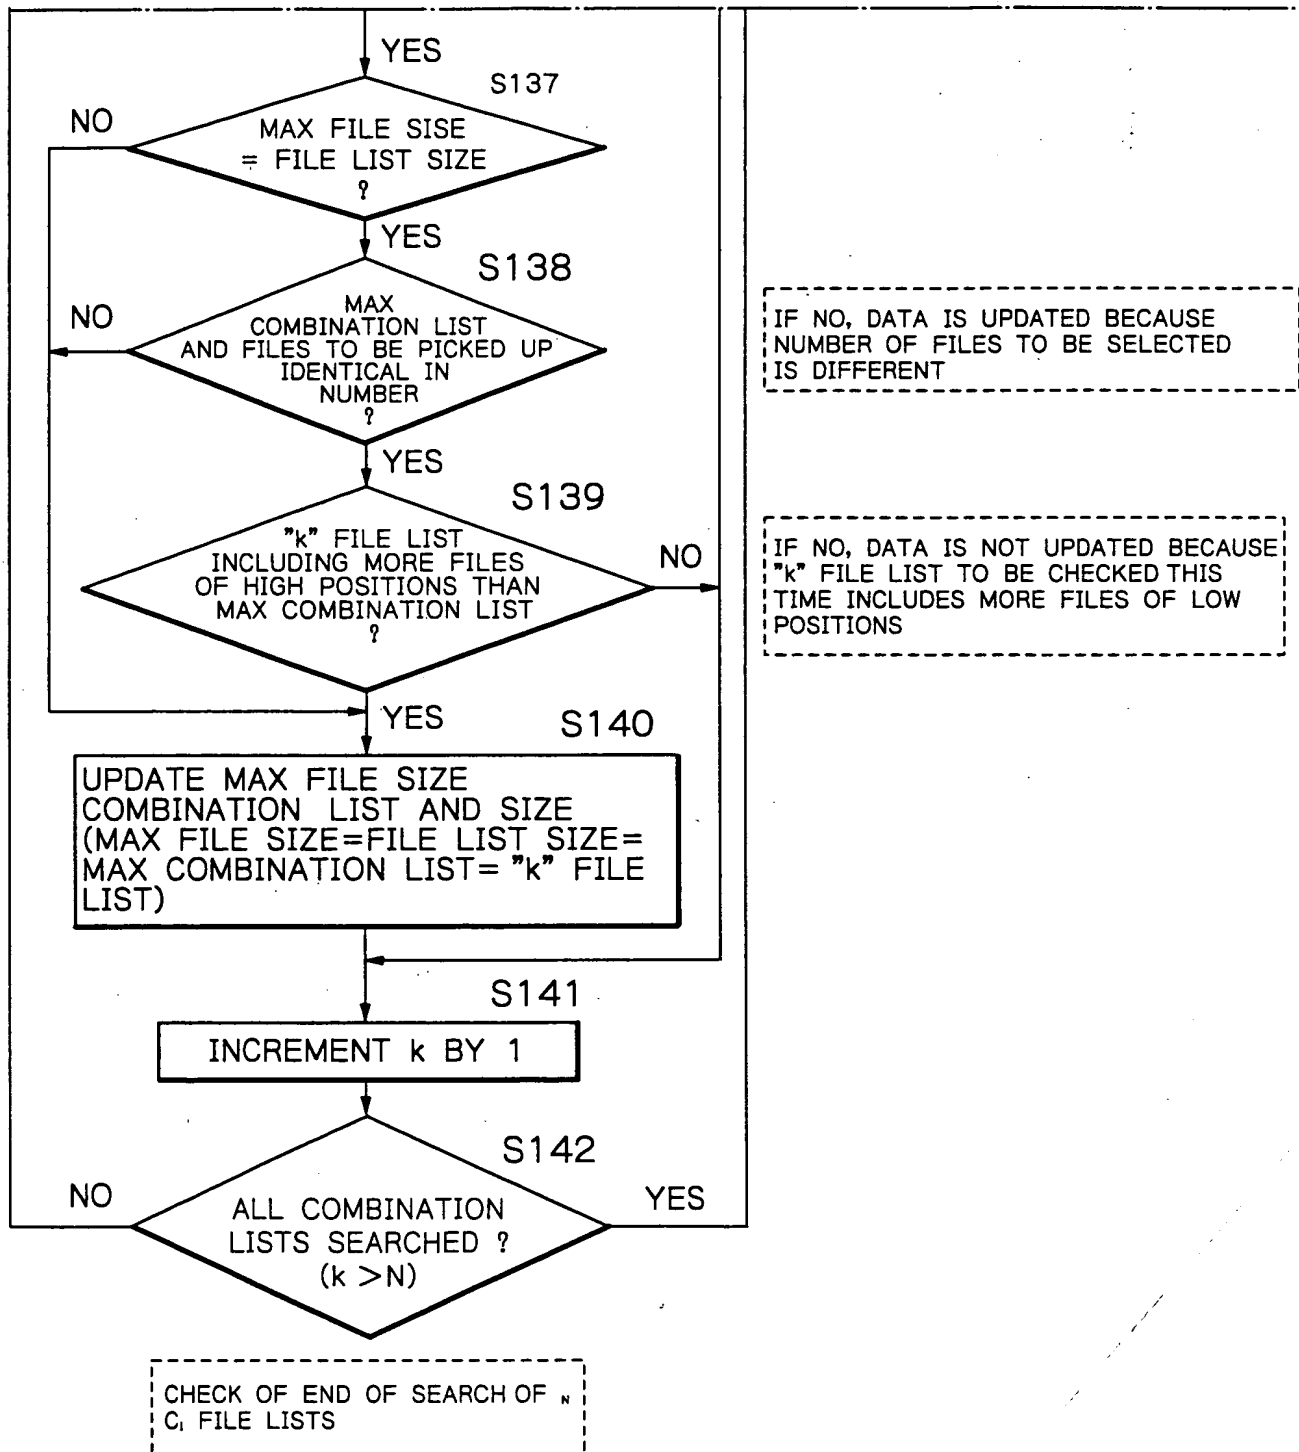 YES
S137
NO
MAX FILE SISE
= FILE LIST SIZE
?
YES
S138
NO
MAX
COMBINATION LIST
AND FILES TO BE PICKED UP
IDENTICAL IN
NUMBER
?
IF NO, DATA IS UPDATED BECAUSE
NUMBER OF FILES TO BE SELECTED
IS DIFFERENT
YES
S139
"k" FILE LIST
INCLUDING MORE FILES
OF HIGH POSITIONS THAN
MAX COMBINATION LIST
?
NO
IF NO, DATA IS NOT UPDATED BECAUSE
"k" FILE LIST TO BE CHECKED THIS
TIME INCLUDES MORE FILES OF LOW
POSITIONS
YES
S140
UPDATE MAX FILE SIZE
COMBINATION LIST AND SIZE
(MAX FILE SIZE=FILE LIST SIZE=
MAX COMBINATION LIST= "k" FILE
LIST)
S141
INCREMENT k BY 1
S142
NO
ALL COMBINATION
LISTS SEARCHED ?
(k >N)
YES
CHECK OF END OF SEARCH OF N
CI FILE LISTS